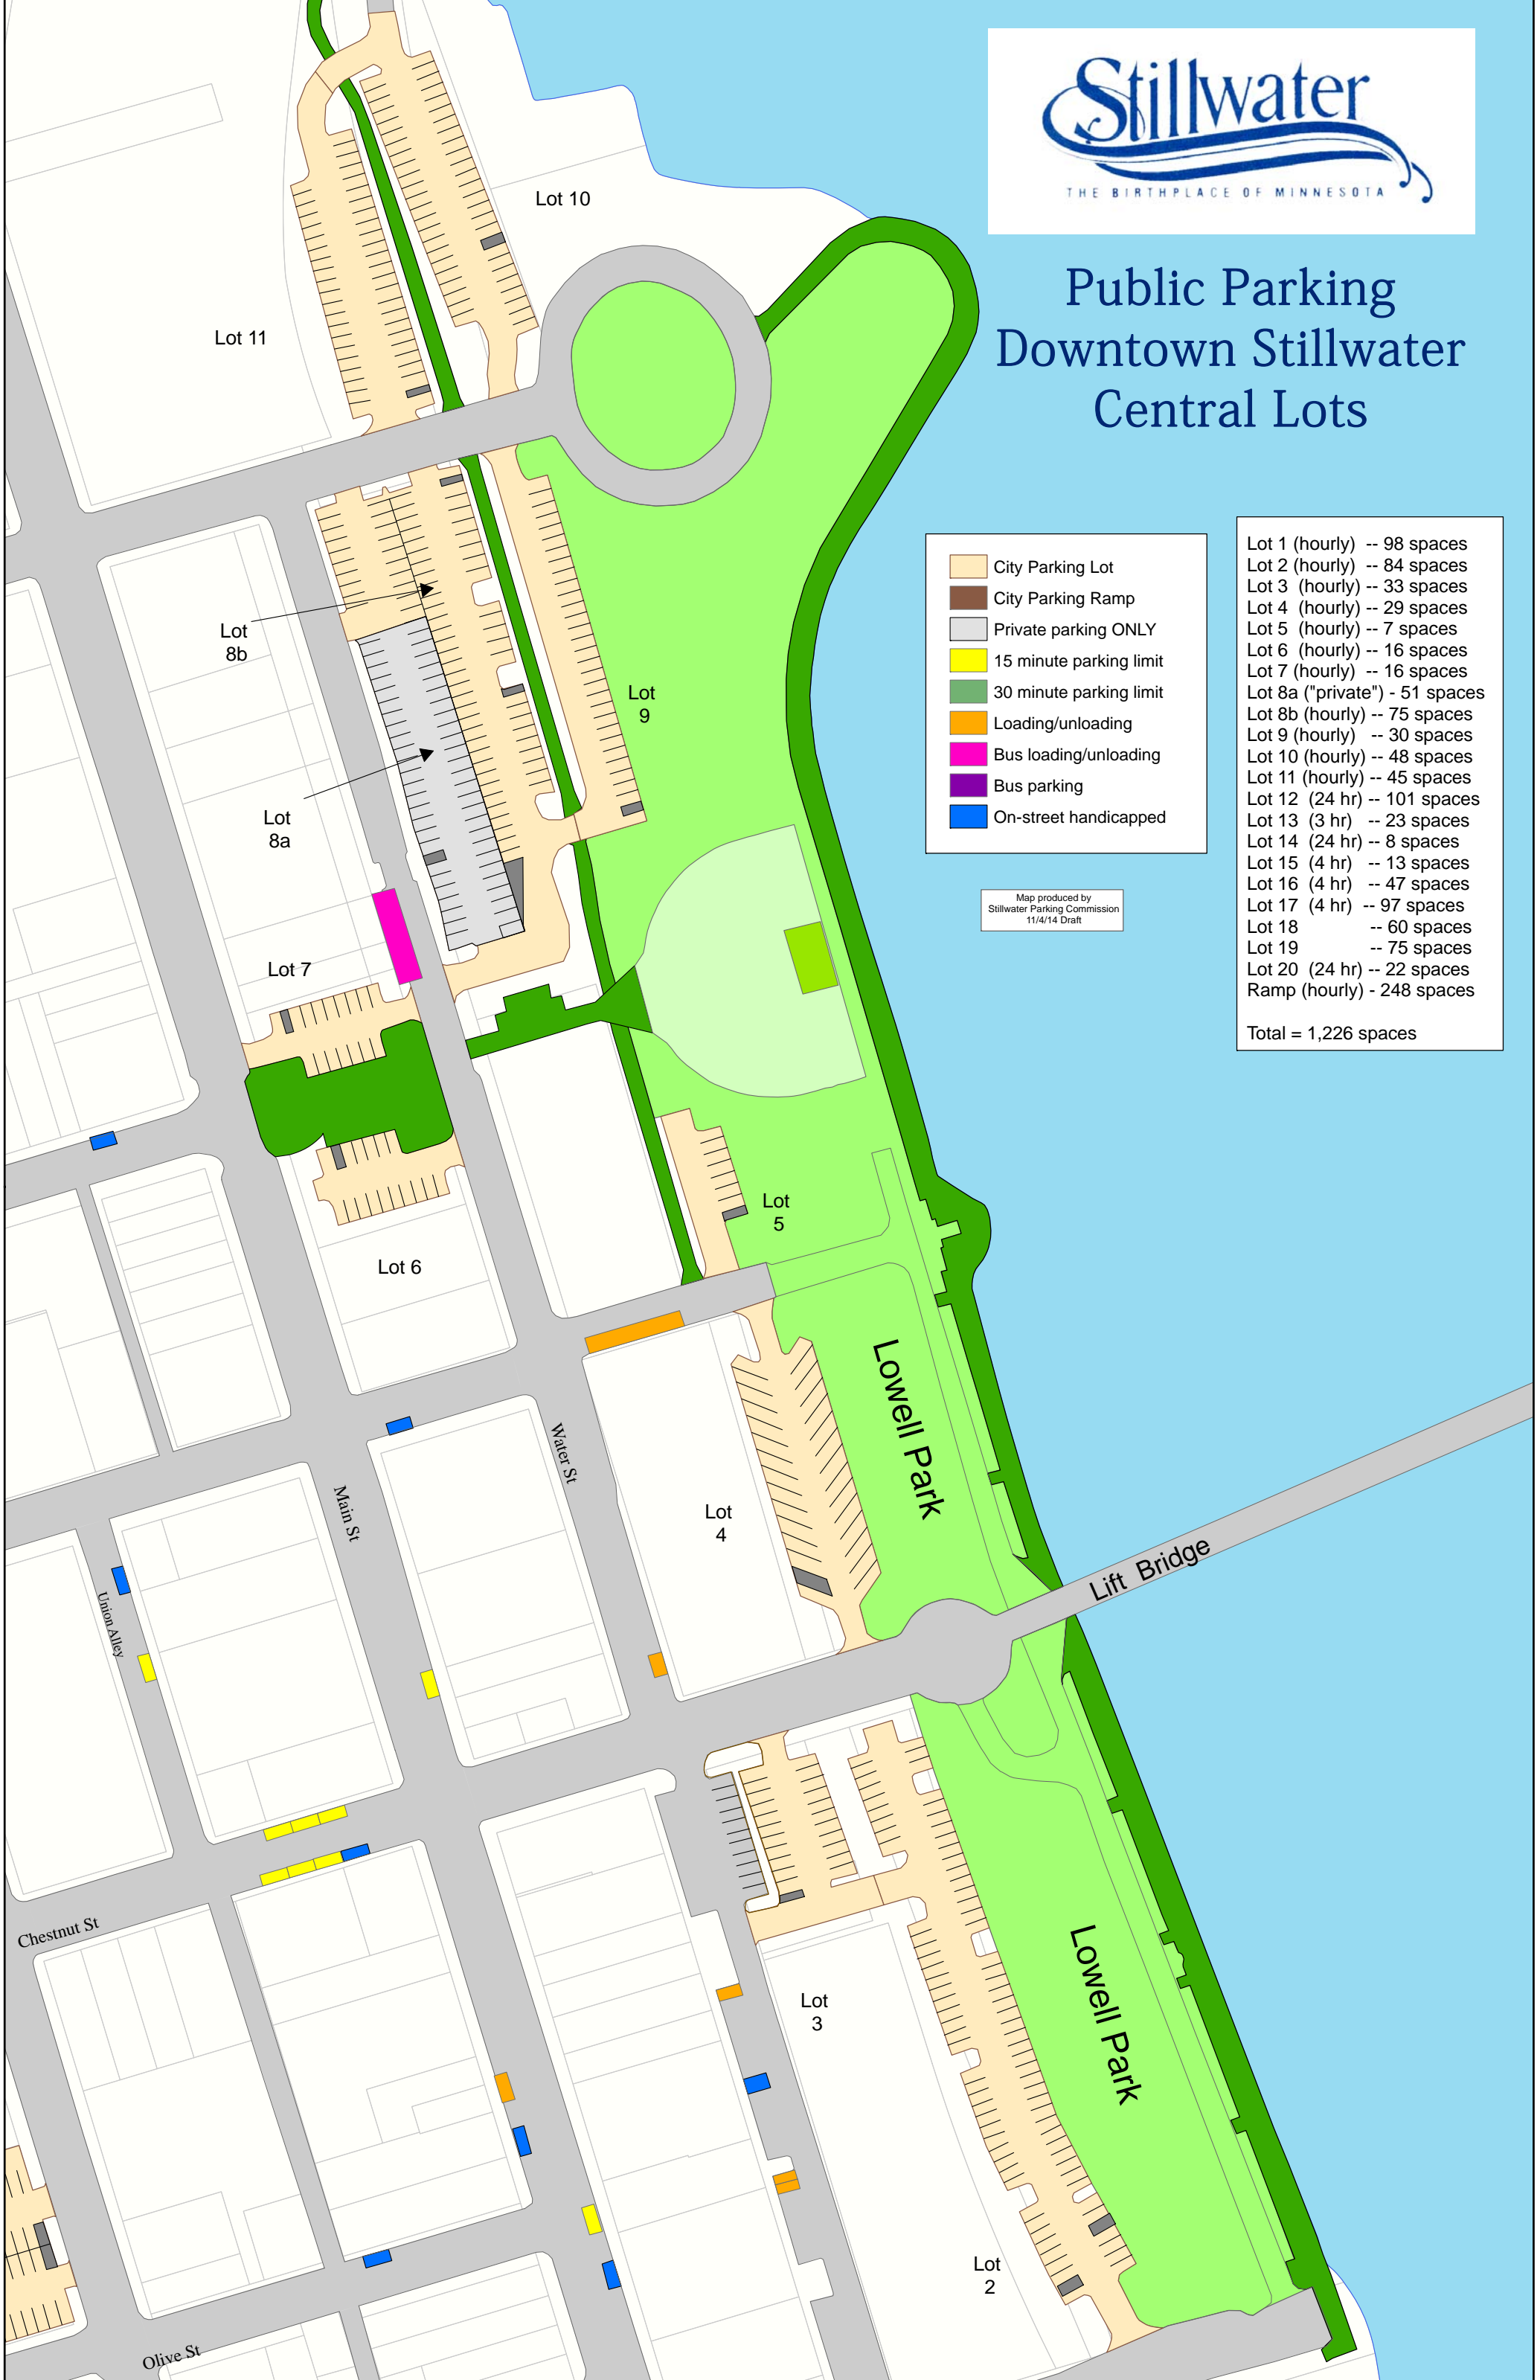 Stillwater
THE BIRTHPLACE OF MINNESOTA
Public Parking
Downtown Stillwater
Central Lots
Lot 10
Lot 11
Lot
8b
Lot
9
Lot
8a
Lot 7
Lot
5
Lot 6
City Parking Lot
City Parking Ramp
Private parking ONLY
15 minute parking limit
30 minute parking limit
Loading/unloading
Bus loading/unloading
Bus parking
On-street handicapped
Map produced by
Stillwater Parking Commission
11/4/14 Draft
Lot 1 (hourly) -- 98 spaces
Lot 2 (hourly) -- 84 spaces
Lot 3 (hourly) -- 33 spaces
Lot 4 (hourly) -- 29 spaces
Lot 5 (hourly) -- 7 spaces
Lot 6 (hourly) -- 16 spaces
Lot 7 (hourly) -- 16 spaces
Lot 8a ("private") - 51 spaces
Lot 8b (hourly) -- 75 spaces
Lot 9 (hourly) -- 30 spaces
Lot 10 (hourly) -- 48 spaces
Lot 11 (hourly) -- 45 spaces
Lot 12 (24 hr) -- 101 spaces
Lot 13 (3 hr) -- 23 spaces
Lot 14 (24 hr) -- 8 spaces
Lot 15 (4 hr) -- 13 spaces
Lot 16 (4 hr) -- 47 spaces
Lot 17 (4 hr) -- 97 spaces
Lot 18 -- 60 spaces
Lot 19 -- 75 spaces
Lot 20 (24 hr) -- 22 spaces
Ramp (hourly) - 248 spaces
Total = 1,226 spaces
Lowell Park
Water St
Main St
Lot
4
Union Alley
Lift Bridge
Chestnut St
Lot
3
Lowell Park
Lot
2
Olive St